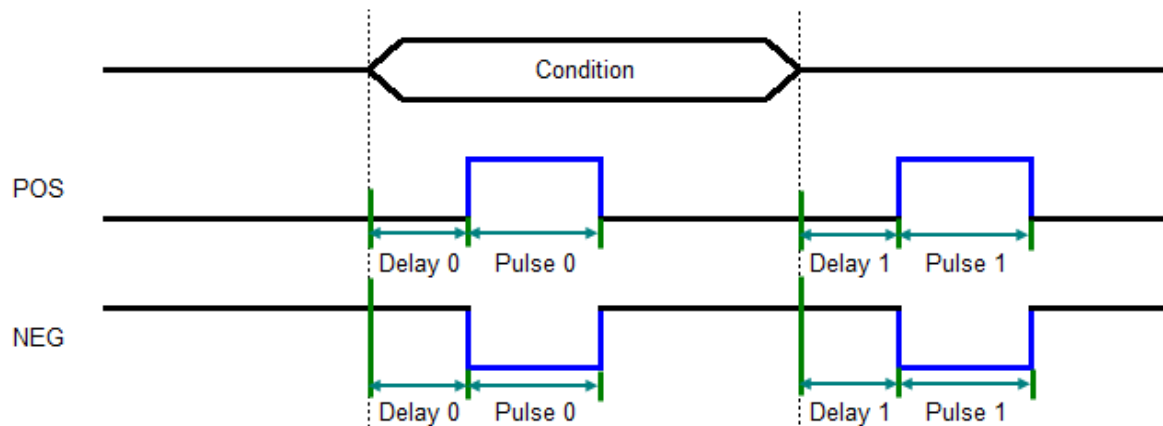 Condition
POS
Delay 0 Pulse 0 Delay 1 Pulse 1
NEG
Delay 0 Pulse 0 Delay 1 Pulse 1